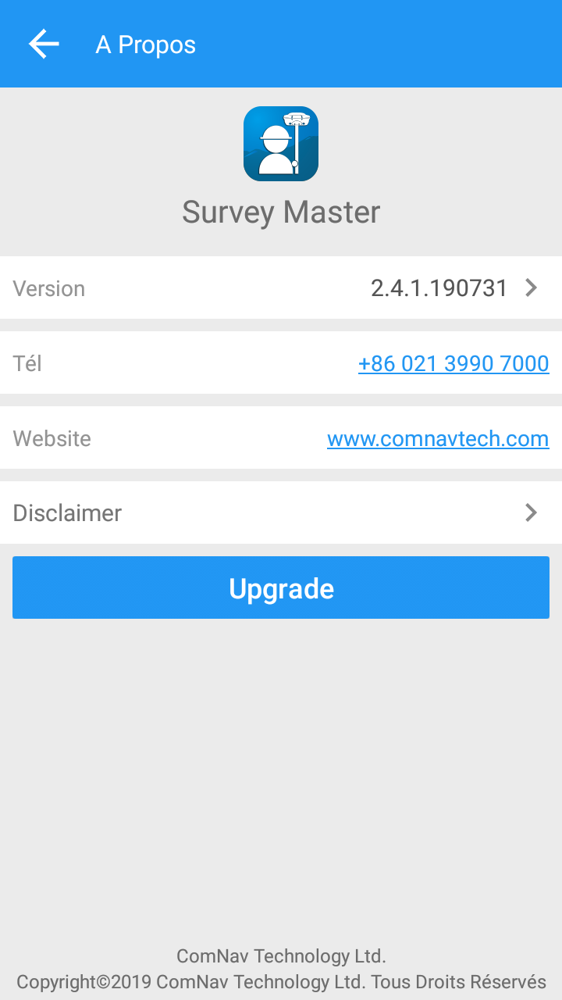 A Propos
Survey Master
Version 2.4.1.190731
Tél +86 021 3990 7000
Website www.comnavtech.com
Disclaimer
Upgrade
ComNav Technology Ltd.
Copyright©2019 ComNav Technology Ltd. Tous Droits Réservés